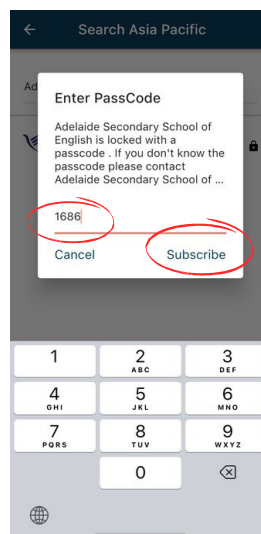 Search Asia Pacific
Ad
Enter PassCode
Adelaide Secondary School of
English is locked with a
passcode . If you don't know the
passcode please contact
Adelaide Secondary School of ...
1686
Cancel Subscribe
1 2 3
ABC DEF
4 5 6
GHI JKL MNO
7 8 9
PQRS TUV WXYZ
0